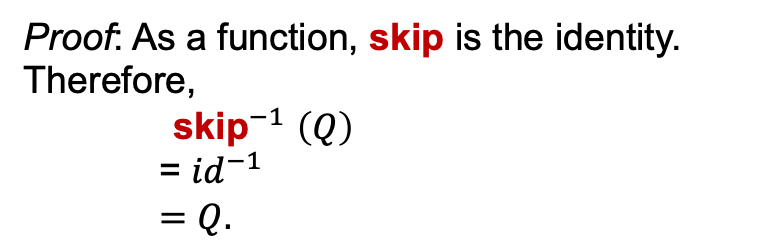 Proof: As a function, skip is the identity.
Therefore,
skip⁻¹ (𝑄)
= 𝑖𝑑⁻¹
= 𝑄.